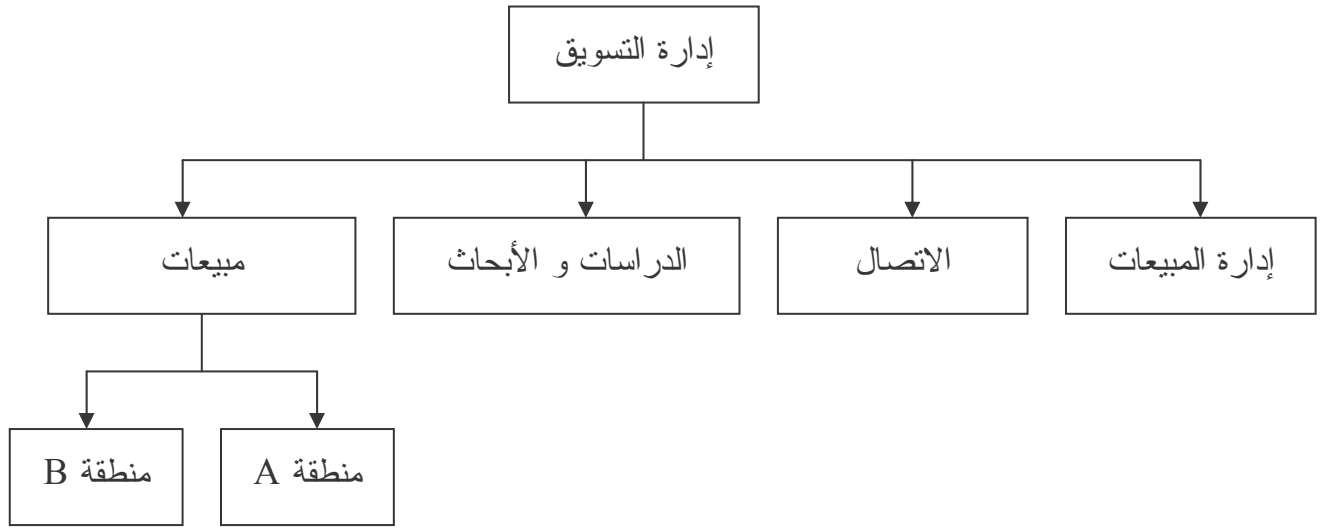 إدارة التسويق
إدارة المبيعات
الاتصال
الدراسات و الأبحاث
مبيعات
منطقة A
منطقة B